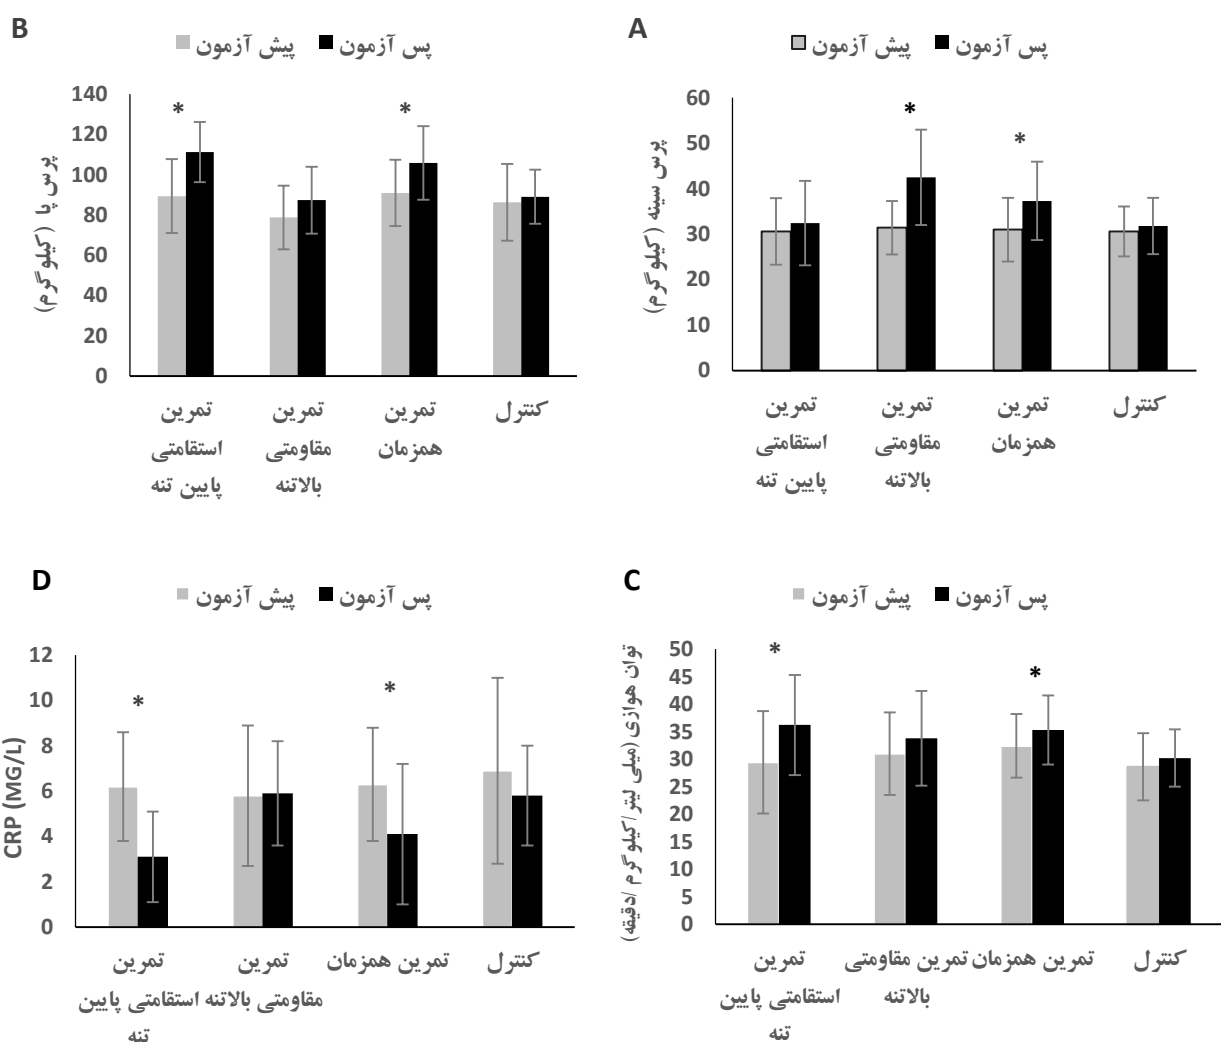 B
پیش آزمون
پس آزمون
پرس پا (کیلوگرم)
140
120
100
80
60
40
20
0
*
*
تمرین
استقامتی
پایین تنه
تمرین
مقاومتی
بالاتنه
تمرین
همزمان
کنترل
A
پیش آزمون
پس آزمون
پرس سینه (کیلوگرم)
60
50
40
30
20
10
0
*
*
تمرین
استقامتی
پایین تنه
تمرین
مقاومتی
بالاتنه
تمرین
همزمان
کنترل
D
پیش آزمون
پس آزمون
CRP (MG/L)
12
10
8
6
4
2
0
*
*
تمرین
استقامتی پایین
تنه
تمرین
مقاومتی بالاتنه
تمرین همزمان
کنترل
C
پیش آزمون
پس آزمون
توان هوازی (میلی لیتر/کیلوگرم/دقیقه)
50
45
40
35
30
25
20
15
10
5
0
*
*
تمرین
استقامتی پایین
تنه
تمرین مقاومتی
بالاتنه
تمرین همزمان
کنترل